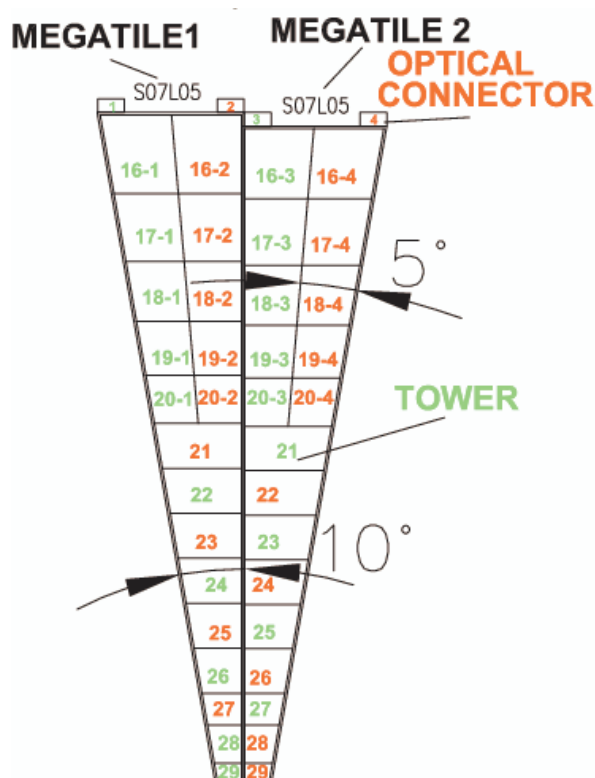 MEGATILE1
MEGATILE 2
OPTICAL
CONNECTOR
S07L05
S07L05
1 2 3 4
16-1 16-2 16-3 16-4
17-1 17-2 17-3 17-4
5°
18-1 18-2 18-3 18-4
19-1 19-2 19-3 19-4
20-1 20-2 20-3 20-4
TOWER
21 21
22 22
23 23
10°
24 24
25 25
26 26
27 27
28 28
29 29